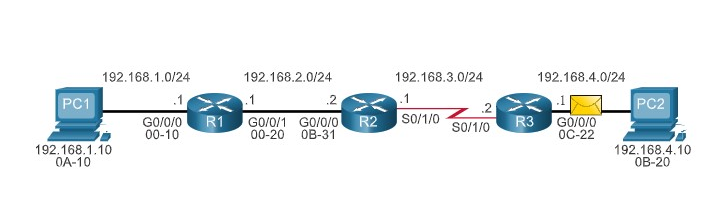 192.168.1.0/24
192.168.2.0/24
192.168.3.0/24
192.168.4.0/24
PC1
.1
R1
.1
.2
R2
.1
.2
R3
.1
PC2
G0/0/0
00-10
G0/0/1
00-20
G0/0/0
0B-31
S0/1/0
S0/1/0
G0/0/0
0C-22
192.168.1.10
0A-10
192.168.4.10
0B-20